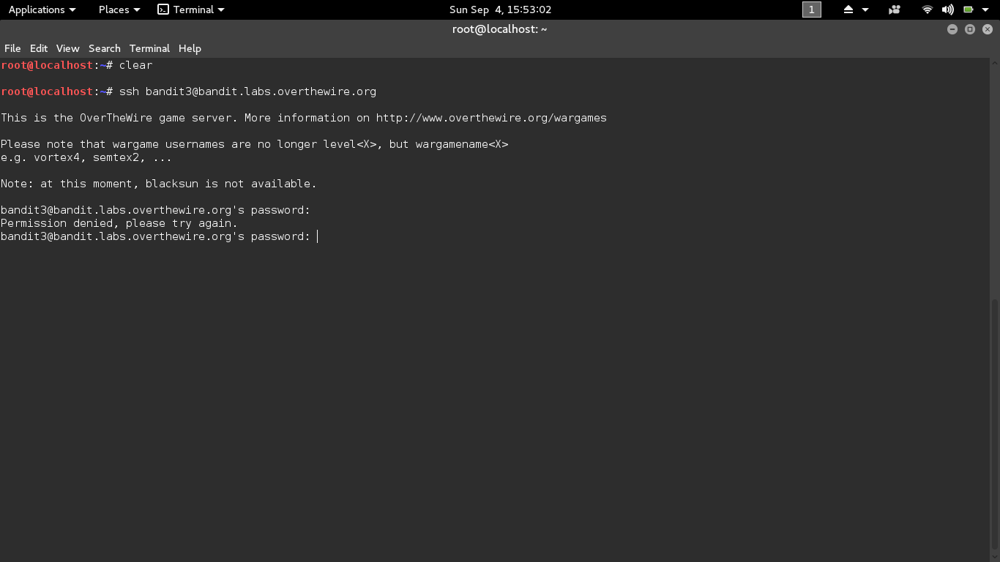 Applications Places Terminal Sun Sep 4, 15:53:02 1
root@localhost: ~
File Edit View Search Terminal Help
root@localhost:~# clear
root@localhost:~# ssh bandit3@bandit.labs.overthewire.org
This is the OverTheWire game server. More information on http://www.overthewire.org/wargames
Please note that wargame usernames are no longer level<X>, but wargamename<X>
e.g. vortex4, semtex2, ...
Note: at this moment, blacksun is not available.
bandit3@bandit.labs.overthewire.org's password:
Permission denied, please try again.
bandit3@bandit.labs.overthewire.org's password: